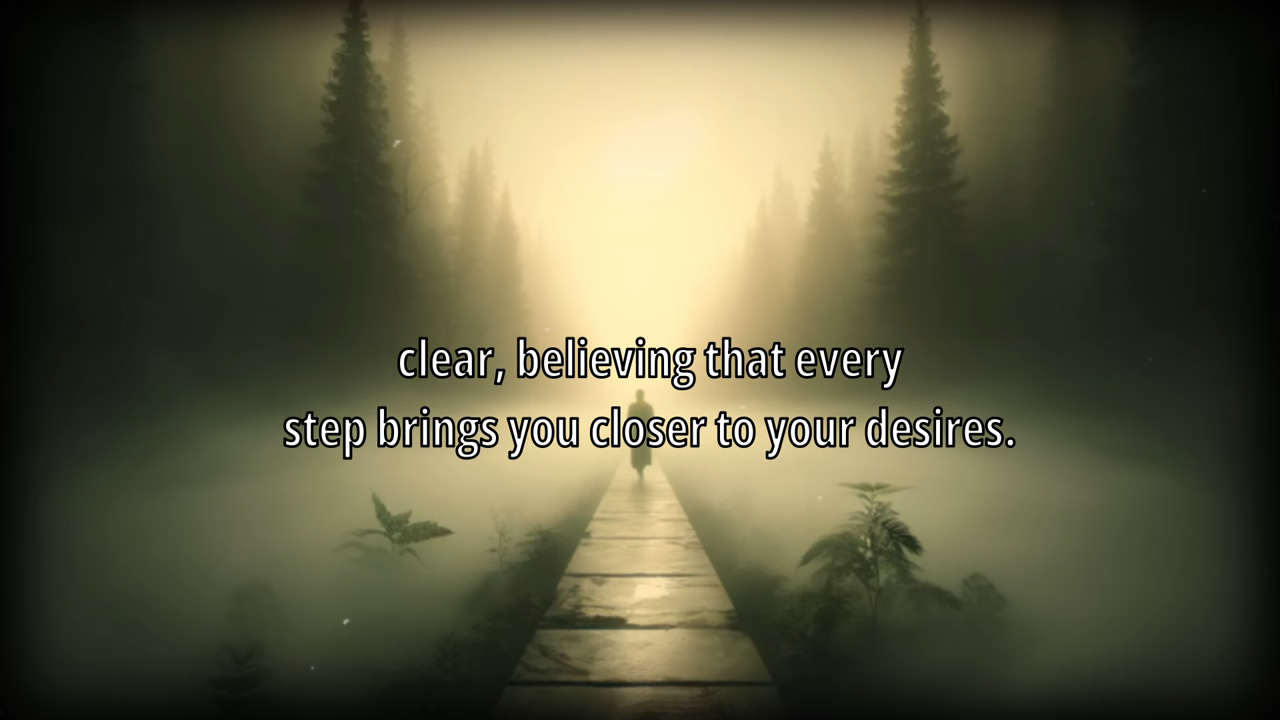 clear, believing that every
step brings you closer to your desires.